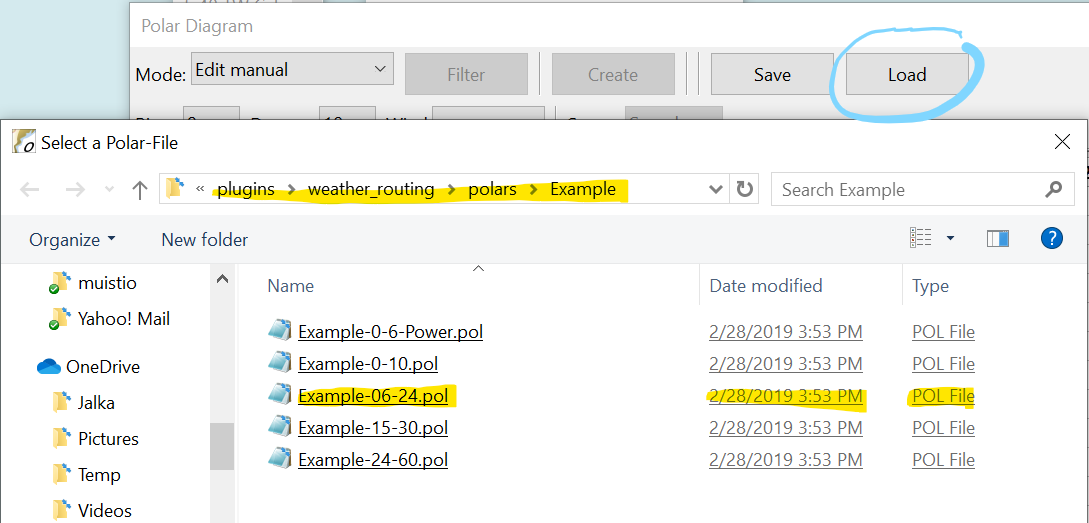 Polar Diagram
Mode: Edit manual Filter Create Save Load
Select a Polar-File
« plugins > weather_routing > polars > Example Search Example
Organize New folder
Name Date modified Type
muistio
Yahoo! Mail
OneDrive
Jalka
Pictures
Temp
Videos
Example-0-6-Power.pol 2/28/2019 3:53 PM POL File
Example-0-10.pol 2/28/2019 3:53 PM POL File
Example-06-24.pol 2/28/2019 3:53 PM POL File
Example-15-30.pol 2/28/2019 3:53 PM POL File
Example-24-60.pol 2/28/2019 3:53 PM POL File